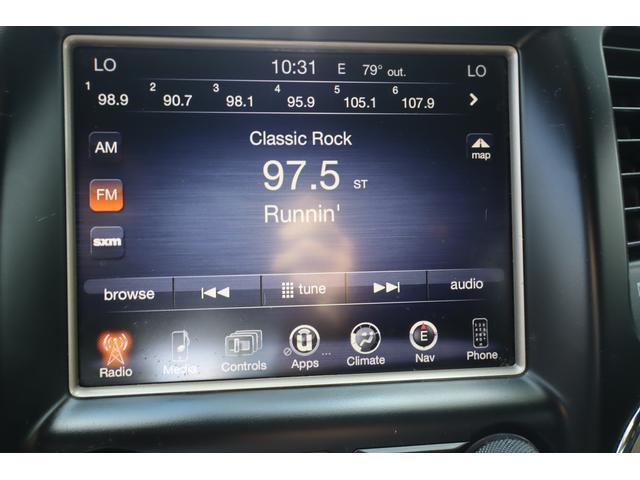 LO 10:31 E 79° out. LO
1 98.9 2 90.7 3 98.1 4 95.9 5 105.1 6 107.9
AM Classic Rock map
FM 97.5 ST
Runnin'
sxm
browse tune audio
Radio Media Controls Apps ... Climate E Nav Phone